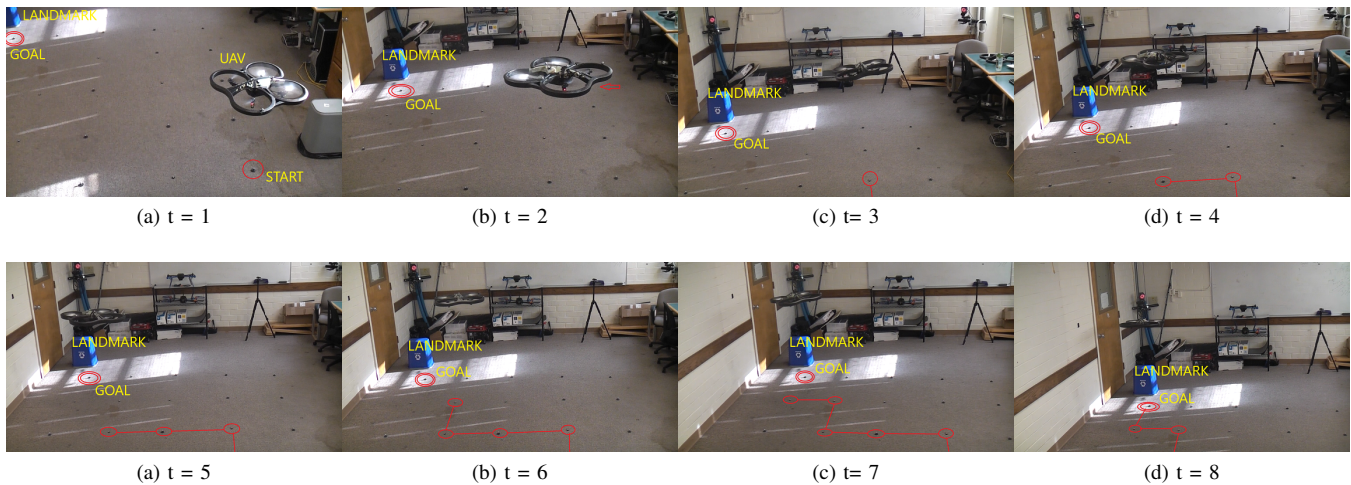 LANDMARK
GOAL
UAV
START
LANDMARK
GOAL
LANDMARK
GOAL
LANDMARK
GOAL
(a) t = 1
(b) t = 2
(c) t= 3
(d) t = 4
LANDMARK
GOAL
LANDMARK
GOAL
LANDMARK
GOAL
LANDMARK
GOAL
(a) t = 5
(b) t = 6
(c) t= 7
(d) t = 8